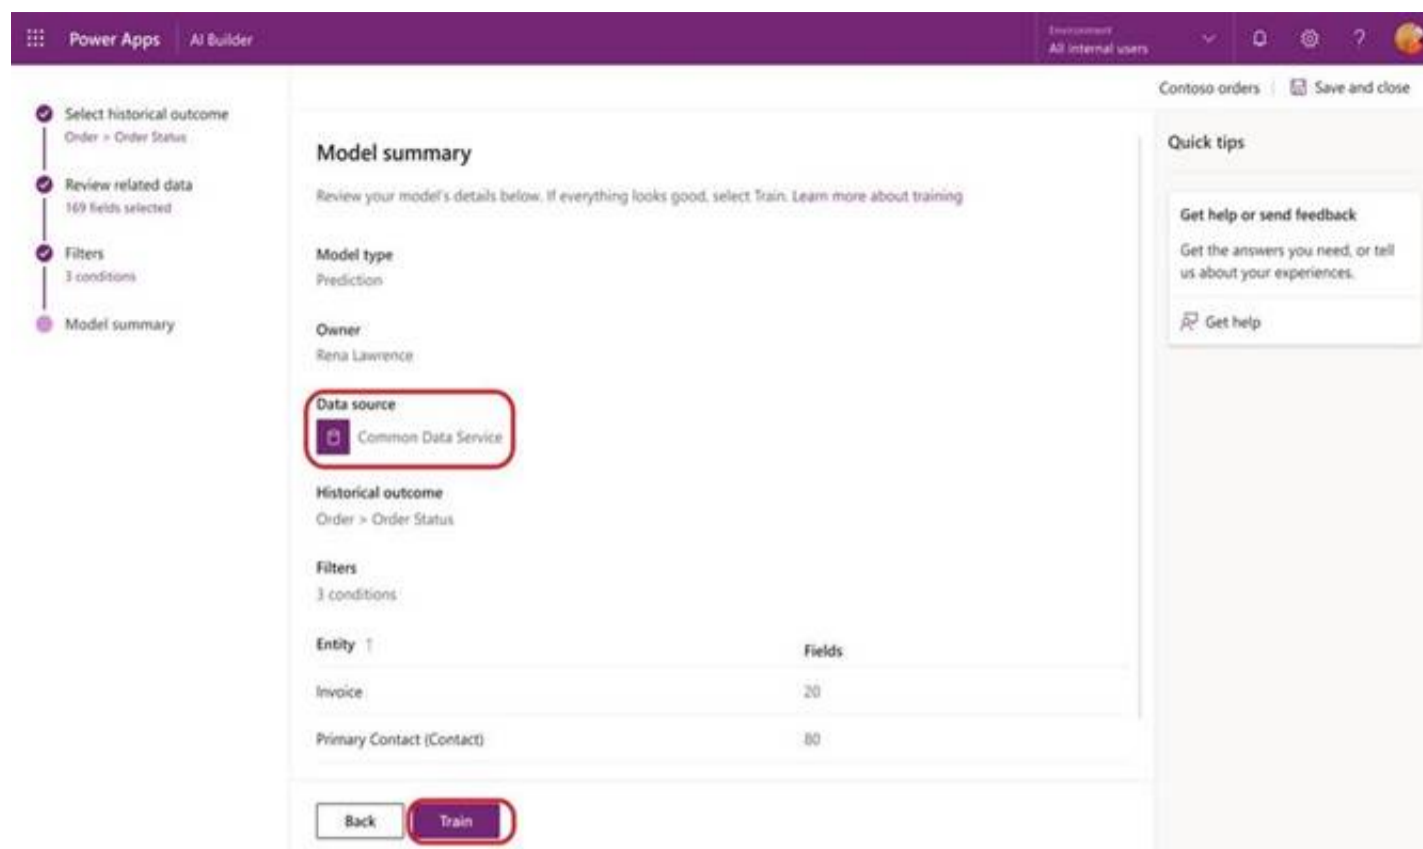 Power Apps AI Builder
Environment
All internal users
?
Contoso orders Save and close
Select historical outcome
Order > Order Status
Review related data
169 fields selected
Filters
3 conditions
Model summary
Model summary
Review your model's details below. If everything looks good, select Train. Learn more about training
Model type
Prediction
Owner
Rena Lawrence
Data source
Common Data Service
Historical outcome
Order > Order Status
Filters
3 conditions
Entity ↑ Fields
Invoice 20
Primary Contact (Contact) 80
Back Train
Quick tips
Get help or send feedback
Get the answers you need, or tell
us about your experiences.
Get help